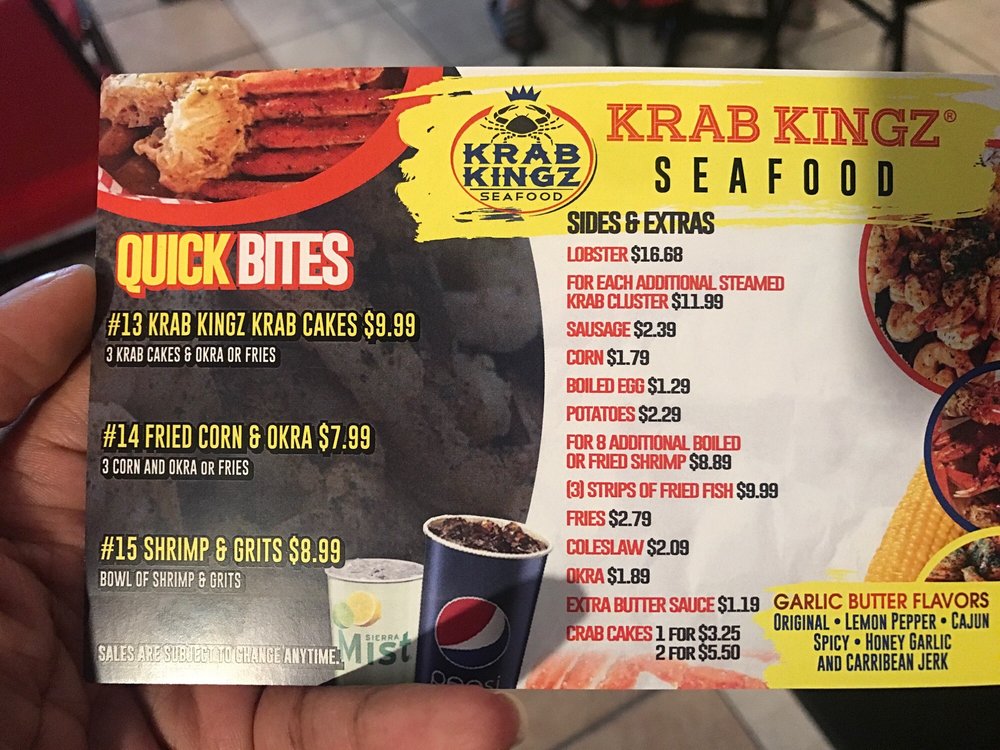 KRAB
KINGZ
SEAFOOD
KRAB KINGZ®
SEAFOOD
QUICK BITES
#13 KRAB KINGZ KRAB CAKES $9.99
3 KRAB CAKES & OKRA OR FRIES
#14 FRIED CORN & OKRA $7.99
3 CORN AND OKRA OR FRIES
#15 SHRIMP & GRITS $8.99
BOWL OF SHRIMP & GRITS
SALES ARE SUBJECT TO CHANGE ANYTIME.
SIERRA
Mist
pepsi
SIDES & EXTRAS
LOBSTER $16.68
FOR EACH ADDITIONAL STEAMED
KRAB CLUSTER $11.99
SAUSAGE $2.39
CORN $1.79
BOILED EGG $1.29
POTATOES $2.29
FOR 8 ADDITIONAL BOILED
OR FRIED SHRIMP $8.89
(3) STRIPS OF FRIED FISH $9.99
FRIES $2.79
COLESLAW $2.09
OKRA $1.89
EXTRA BUTTER SAUCE $1.19
CRAB CAKES 1 FOR $3.25
2 FOR $5.50
GARLIC BUTTER FLAVORS
ORIGINAL • LEMON PEPPER • CAJUN
SPICY • HONEY GARLIC
AND CARRIBEAN JERK